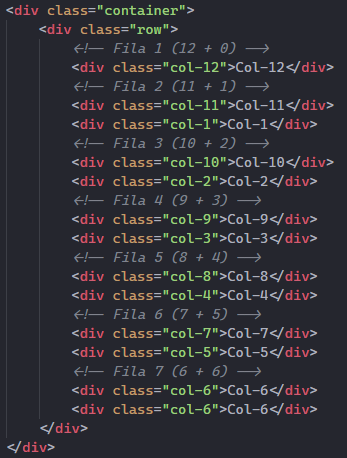 <div class="container">
<div class="row">
<!-- Fila 1 (12 + 0) -->
<div class="col-12">Col-12</div>
<!-- Fila 2 (11 + 1) -->
<div class="col-11">Col-11</div>
<div class="col-1">Col-1</div>
<!-- Fila 3 (10 + 2) -->
<div class="col-10">Col-10</div>
<div class="col-2">Col-2</div>
<!-- Fila 4 (9 + 3) -->
<div class="col-9">Col-9</div>
<div class="col-3">Col-3</div>
<!-- Fila 5 (8 + 4) -->
<div class="col-8">Col-8</div>
<div class="col-4">Col-4</div>
<!-- Fila 6 (7 + 5) -->
<div class="col-7">Col-7</div>
<div class="col-5">Col-5</div>
<!-- Fila 7 (6 + 6) -->
<div class="col-6">Col-6</div>
<div class="col-6">Col-6</div>
</div>
</div>